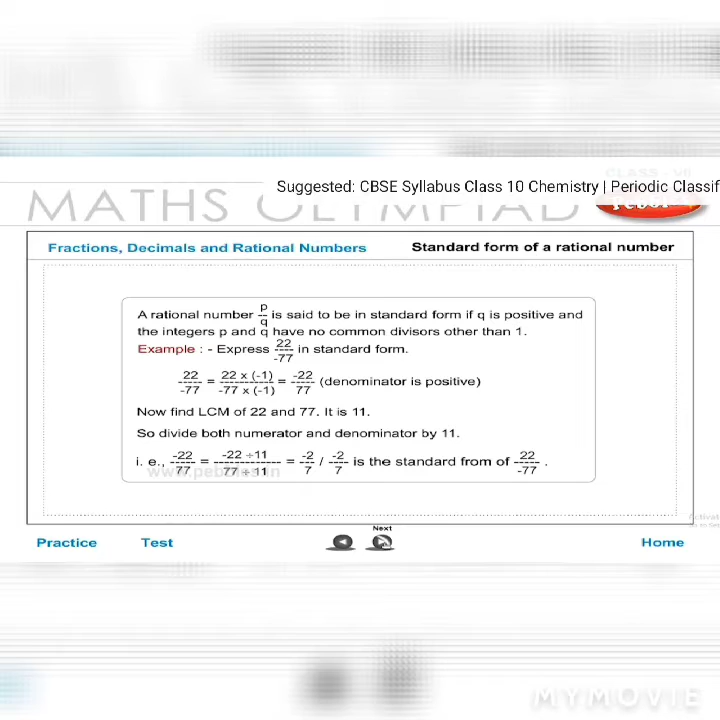 CLASS - VII
Suggested: CBSE Syllabus Class 10 Chemistry | Periodic Classif
MATHS OLYMPIAD
Fractions, Decimals and Rational Numbers Standard form of a rational number
A rational number p/q is said to be in standard form if q is positive and
the integers p and q have no common divisors other than 1.
Example : - Express 22/-77 in standard form.
22/-77 = 22 x (-1)/-77 x (-1) = -22/77 (denominator is positive)
Now find LCM of 22 and 77. It is 11.
So divide both numerator and denominator by 11.
i. e., -22/77 = -22 ÷11/77 ÷11 = -2/7 / -2/7 is the standard from of 22/-77 .
Next
Practice Test Home
MYMOVIE